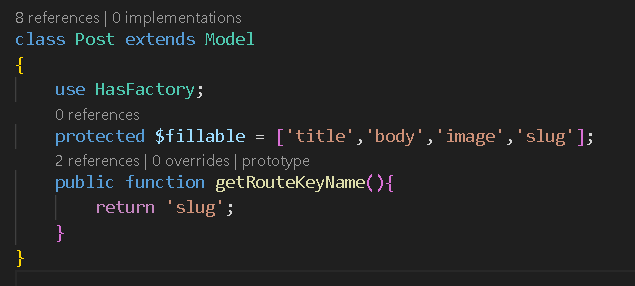 8 references | 0 implementations
class Post extends Model
{
    use HasFactory;
    0 references
    protected $fillable = ['title','body','image','slug'];
    2 references | 0 overrides | prototype
    public function getRouteKeyName(){
        return 'slug';
    }
}